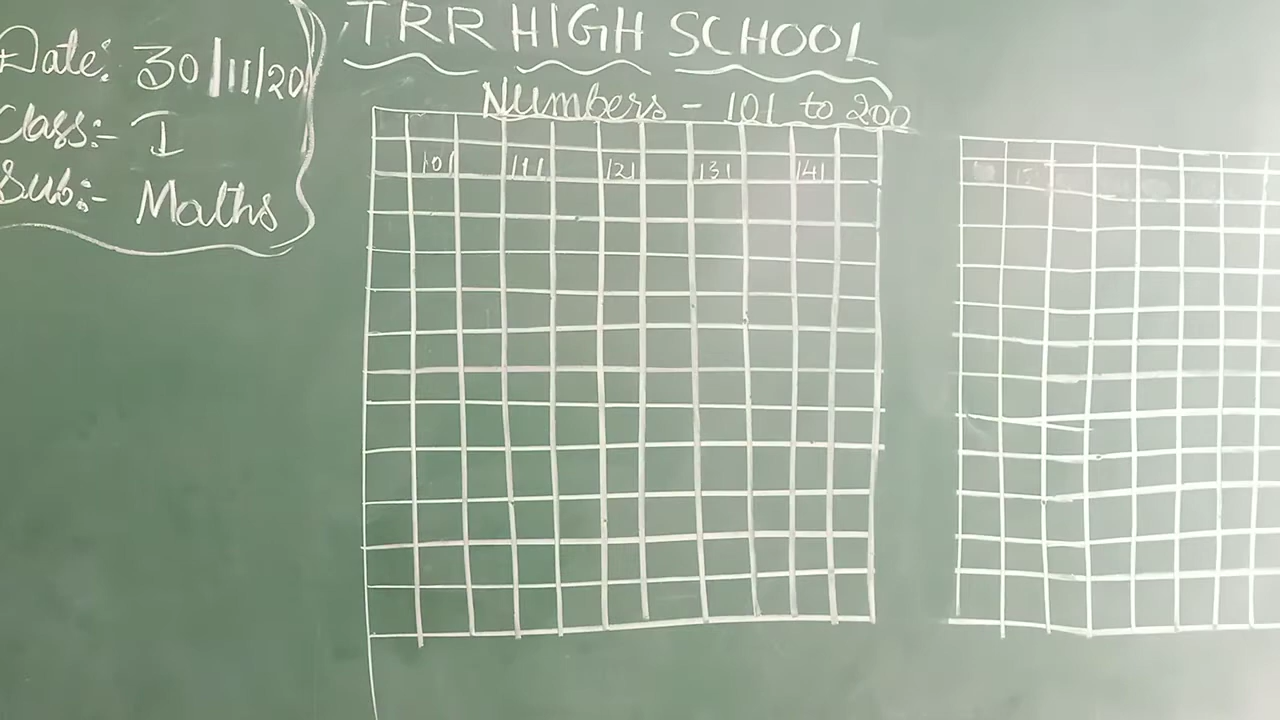 Date: 30/11/20
Class:- I
Sub:- Maths
TRR HIGH SCHOOL
Numbers - 101 to 200
101 111 121 131 141